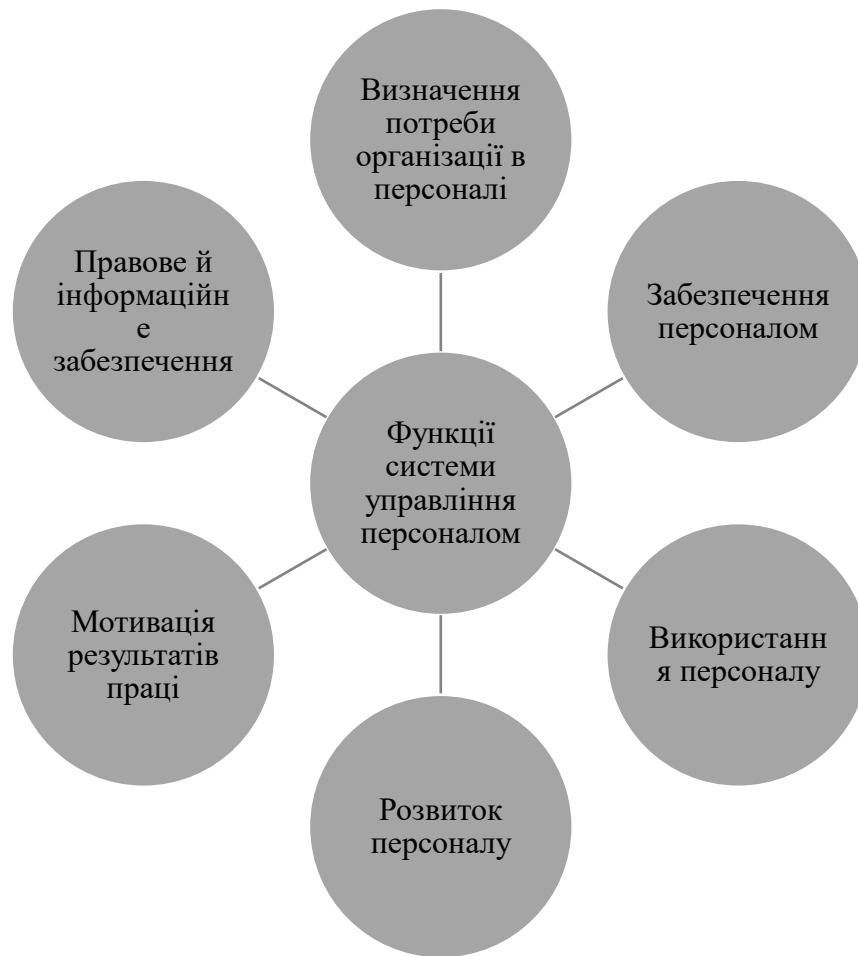 Визначення
потреби
організації в
персоналі
Правове й
інформаційн
е
забезпечення
Забезпечення
персоналом
Функції
системи
управління
персоналом
Мотивація
результатів
праці
Використанн
я персоналу
Розвиток
персоналу